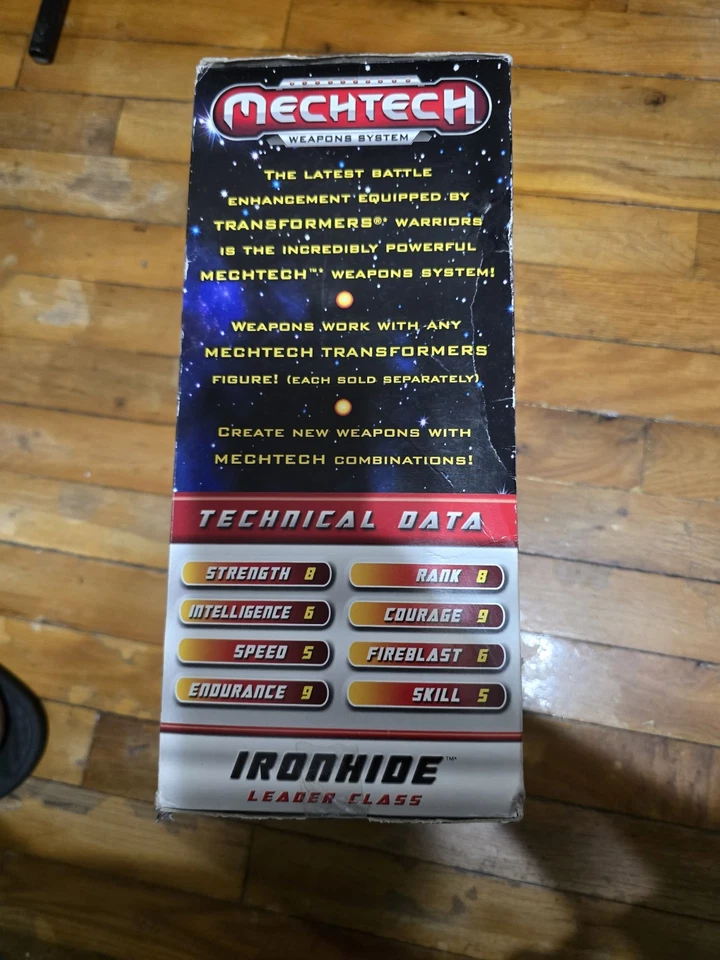 MECHTECH
WEAPONS SYSTEM
THE LATEST BATTLE
ENHANCEMENT EQUIPPED BY
TRANSFORMERS®* WARRIORS
IS THE INCREDIBLY POWERFUL
MECHTECH™* WEAPONS SYSTEM!
WEAPONS WORK WITH ANY
MECHTECH TRANSFORMERS
FIGURE! (EACH SOLD SEPARATELY)
CREATE NEW WEAPONS WITH
MECHTECH COMBINATIONS!
TECHNICAL DATA
STRENGTH 8 RANK 8
INTELLIGENCE 6 COURAGE 9
SPEED 5 FIREBLAST 6
ENDURANCE 9 SKILL 5
IRONHIDE™*
LEADER CLASS